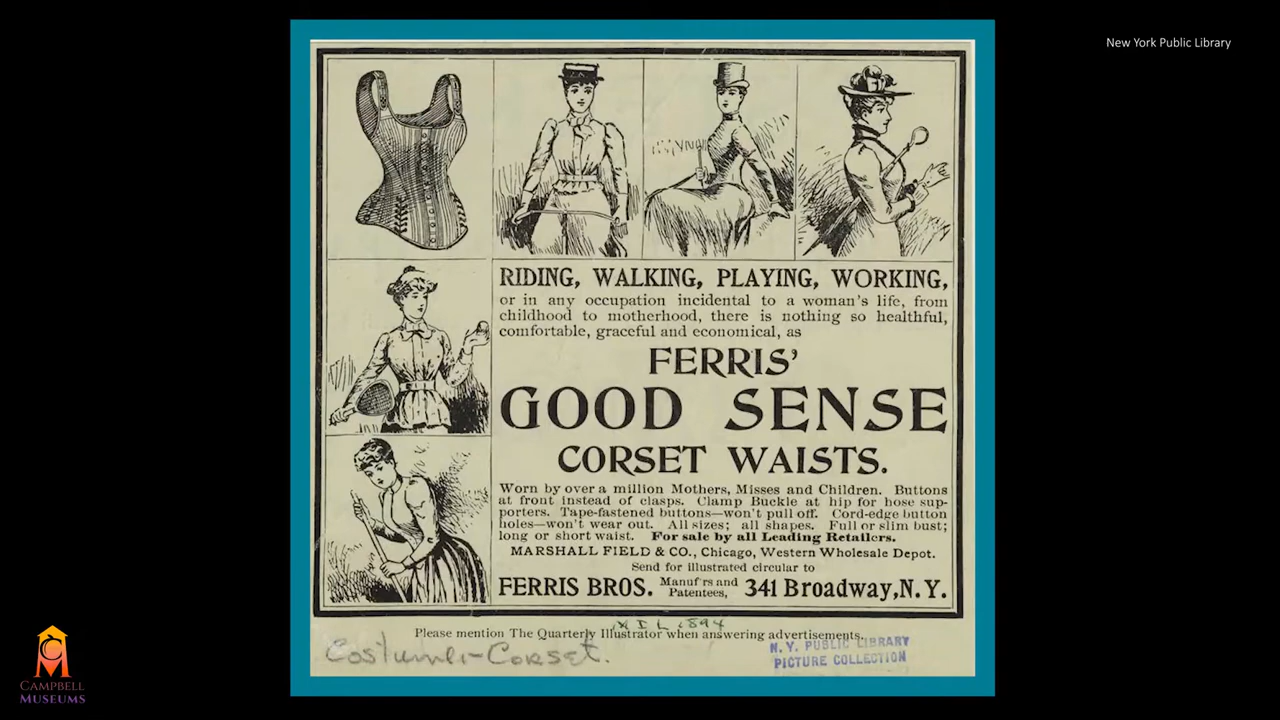 New York Public Library
RIDING, WALKING, PLAYING, WORKING,
or in any occupation incidental to a woman's life, from
childhood to motherhood, there is nothing so healthful,
comfortable, graceful and economical, as
FERRIS'
GOOD SENSE
CORSET WAISTS.
Worn by over a million Mothers, Misses and Children. Buttons
at front instead of clasps. Clamp Buckle at hip for hose sup-
porters. Tape-fastened buttons—won't pull off. Cord-edge button
holes—won't wear out. All sizes; all shapes. Full or slim bust;
long or short waist. For sale by all Leading Retailers.
MARSHALL FIELD & CO., Chicago, Western Wholesale Depot.
Send for illustrated circular to
FERRIS BROS. Manuf'rs and Patentees, 341 Broadway, N.Y.
1894
Please mention The Quarterly Illustrator when answering advertisements.
Costume-Corset.
N. Y. PUBLIC LIBRARY
PICTURE COLLECTION
CAMPBELL
MUSEUMS